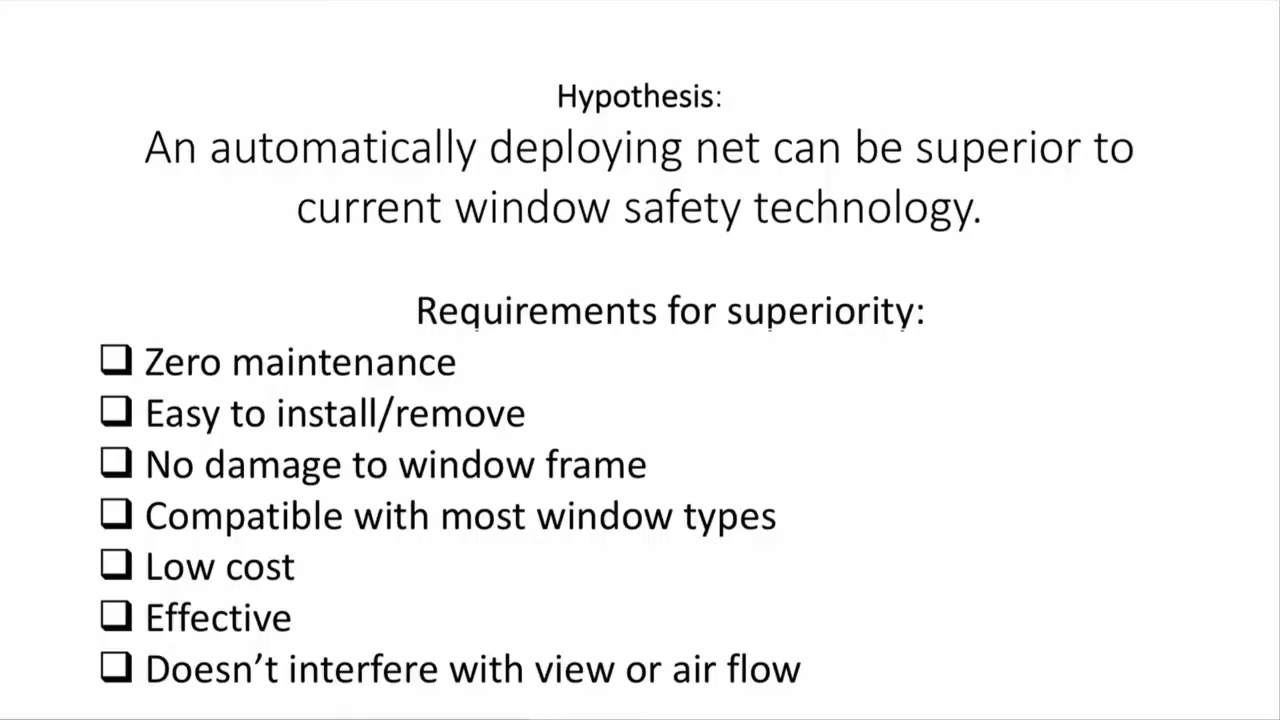 Hypothesis:
An automatically deploying net can be superior to
current window safety technology.
Requirements for superiority:
❑ Zero maintenance
❑ Easy to install/remove
❑ No damage to window frame
❑ Compatible with most window types
❑ Low cost
❑ Effective
❑ Doesn’t interfere with view or air flow